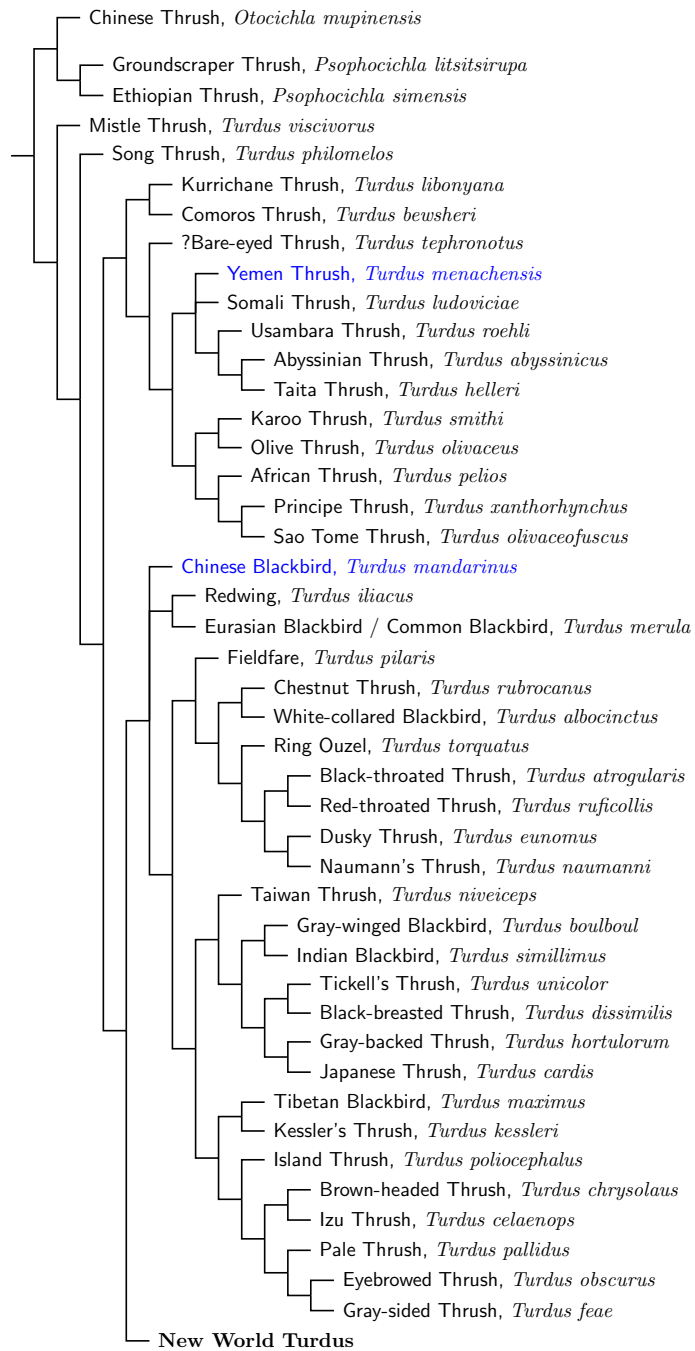 Chinese Thrush, Otocichla mupinensis
Groundscraper Thrush, Psophocichla litsitsirupa
Ethiopian Thrush, Psophocichla simensis
Mistle Thrush, Turdus viscivorus
Song Thrush, Turdus philomelos
Kurrichane Thrush, Turdus libonyana
Comoros Thrush, Turdus bewsheri
?Bare-eyed Thrush, Turdus tephronotus
Yemen Thrush, Turdus menachensis
Somali Thrush, Turdus ludoviciae
Usambara Thrush, Turdus roehli
Abyssinian Thrush, Turdus abyssinicus
Taita Thrush, Turdus helleri
Karoo Thrush, Turdus smithi
Olive Thrush, Turdus olivaceus
African Thrush, Turdus pelios
Principe Thrush, Turdus xanthorhynchus
Sao Tome Thrush, Turdus olivaceofuscus
Chinese Blackbird, Turdus mandarinus
Redwing, Turdus iliacus
Eurasian Blackbird / Common Blackbird, Turdus merula
Fieldfare, Turdus pilaris
Chestnut Thrush, Turdus rubrocanus
White-collared Blackbird, Turdus albocinctus
Ring Ouzel, Turdus torquatus
Black-throated Thrush, Turdus atrogularis
Red-throated Thrush, Turdus ruficollis
Dusky Thrush, Turdus eunomus
Naumann's Thrush, Turdus naumanni
Taiwan Thrush, Turdus niveiceps
Gray-winged Blackbird, Turdus boulboul
Indian Blackbird, Turdus simillimus
Tickell's Thrush, Turdus unicolor
Black-breasted Thrush, Turdus dissimilis
Gray-backed Thrush, Turdus hortulorum
Japanese Thrush, Turdus cardis
Tibetan Blackbird, Turdus maximus
Kessler's Thrush, Turdus kessleri
Island Thrush, Turdus poliocephalus
Brown-headed Thrush, Turdus chrysolaus
Izu Thrush, Turdus celaenops
Pale Thrush, Turdus pallidus
Eyebrowed Thrush, Turdus obscurus
Gray-sided Thrush, Turdus feae
New World Turdus